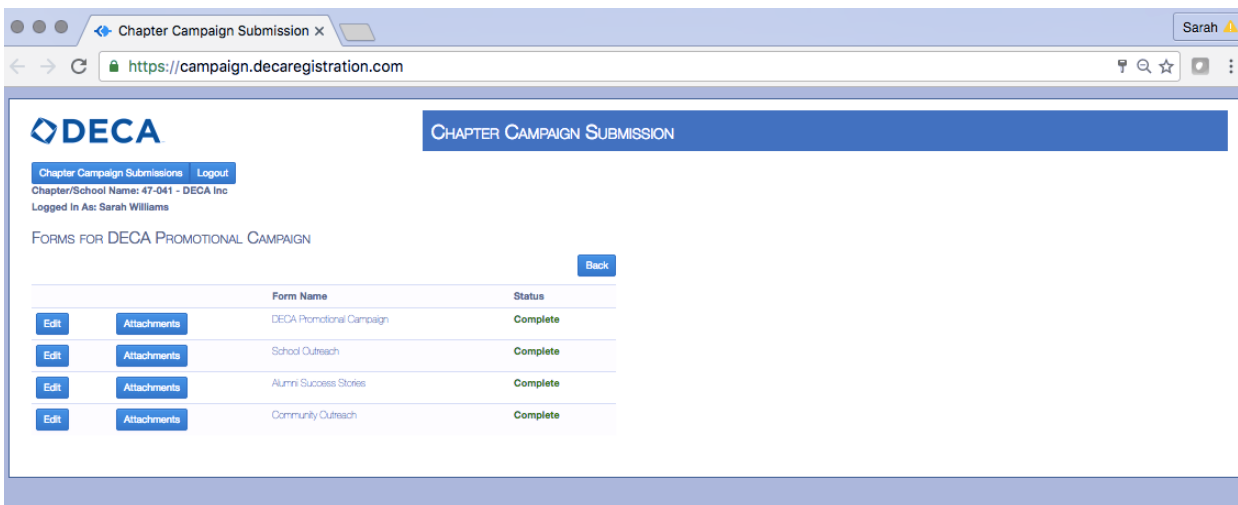 Chapter Campaign Submission ×
Sarah
https://campaign.decaregistration.com
DECA
CHAPTER CAMPAIGN SUBMISSION
Chapter Campaign Submissions Logout
Chapter/School Name: 47-041 - DECA Inc
Logged In As: Sarah Williams
FORMS FOR DECA PROMOTIONAL CAMPAIGN
Back
Form Name Status
Edit Attachments DECA Promotional Campaign Complete
Edit Attachments School Outreach Complete
Edit Attachments Alumni Success Stories Complete
Edit Attachments Community Outreach Complete